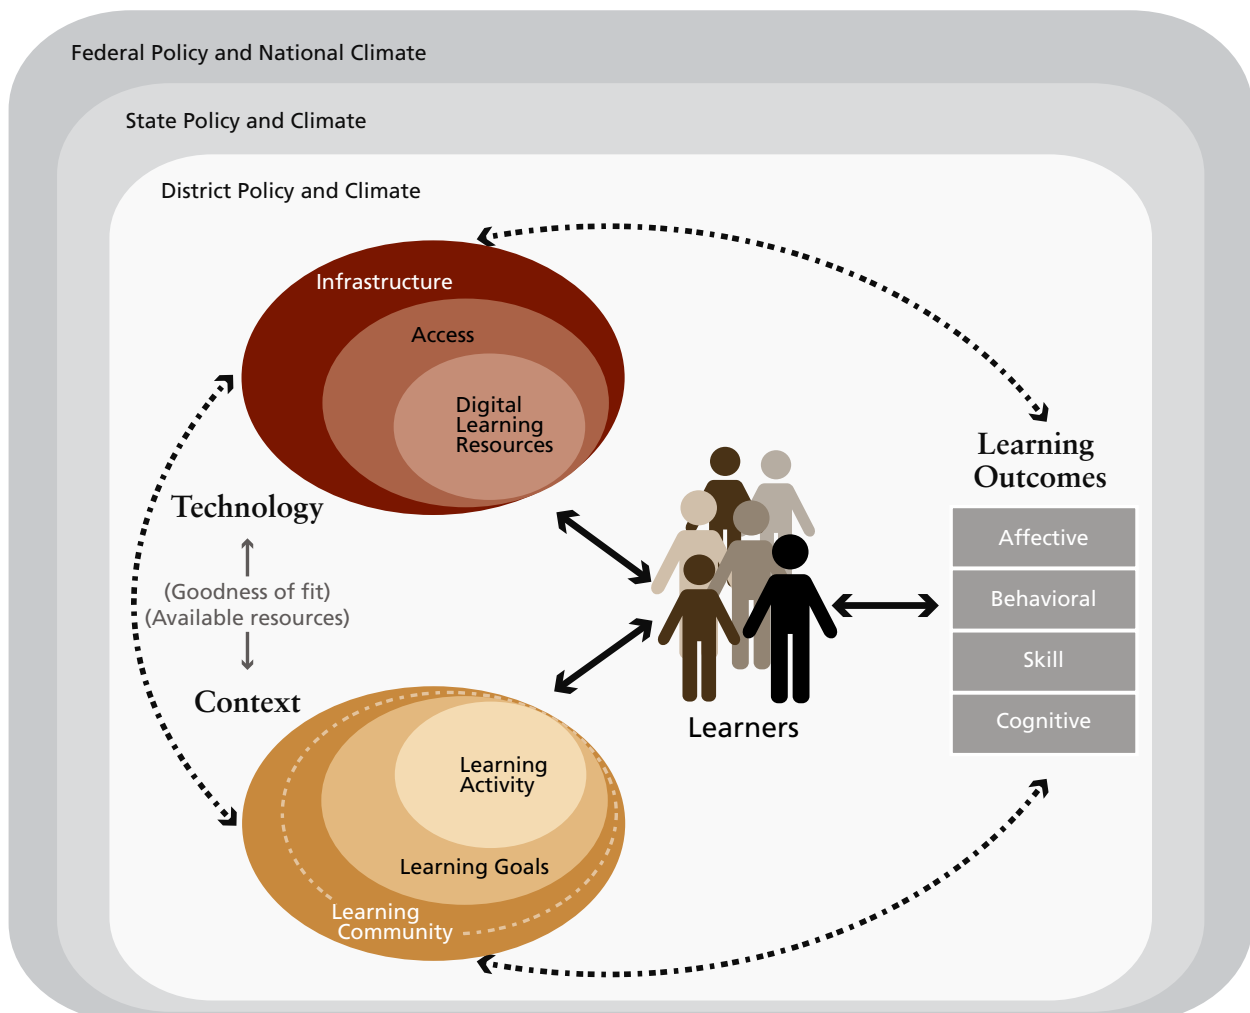 Federal Policy and National Climate
State Policy and Climate
District Policy and Climate
Infrastructure
Access
Digital
Learning
Resources
Technology
(Goodness of fit)
(Available resources)
Context
Learning
Activity
Learning Goals
Learning
Community
Learners
Learning
Outcomes
Affective
Behavioral
Skill
Cognitive